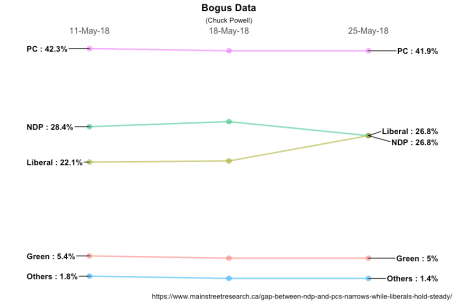 Bogus Data
(Chuck Powell)
11-May-18 18-May-18 25-May-18
PC : 42.3%
PC : 41.9%
NDP : 28.4%
Liberal : 26.8%
NDP : 26.8%
Liberal : 22.1%
Green : 5.4%
Green : 5%
Others : 1.8%
Others : 1.4%
https://www.mainstreetresearch.ca/gap-between-ndp-and-pcs-narrows-while-liberals-hold-steady/